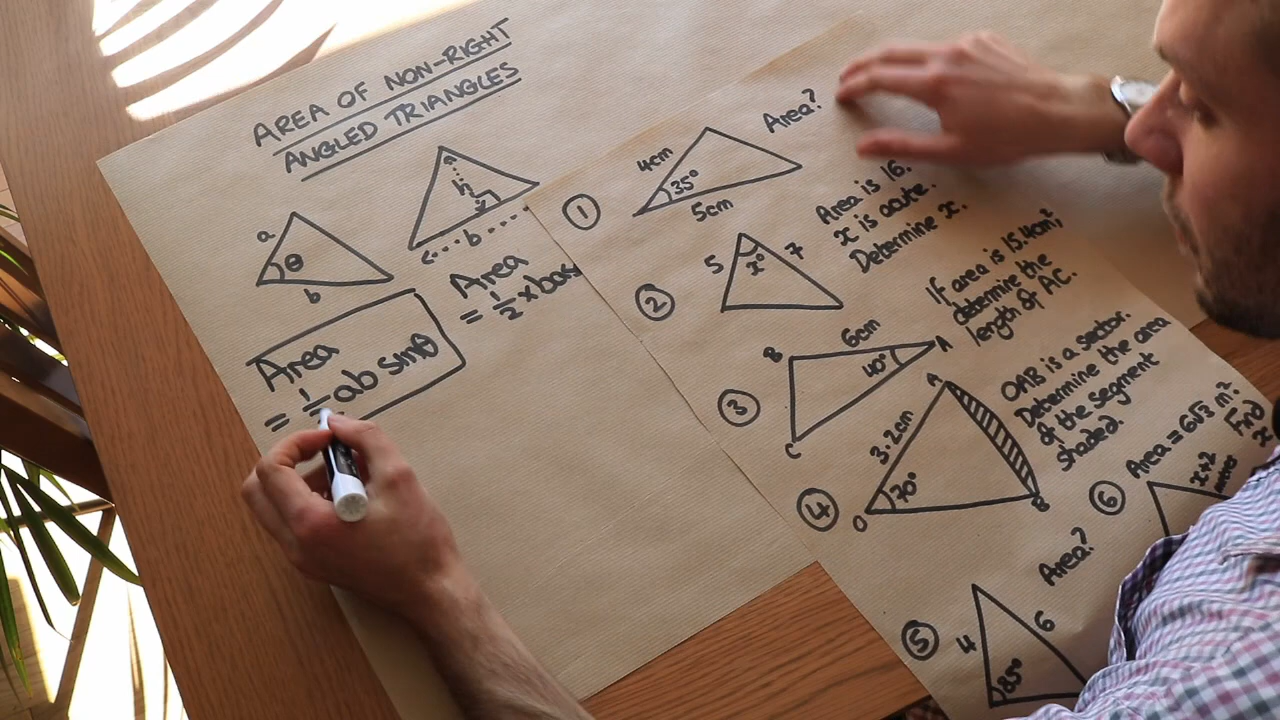 AREA OF NON-RIGHT
ANGLED TRIANGLES
a
θ
b
Area
= 1/2 ab sinθ
h
b
Area
= 1/2 × bas
①
4cm
35°
5cm
Area?
②
5
x°
7
Area is 16.
x is acute.
Determine x.
③
B
6cm
A
40°
C
If area is 15.4cm²,
determine the
length of AC.
④
A
3.2cm
70°
O
B
OAB is a sector.
Determine the area
of the segment
shaded.
⑤
4
6
85°
Area?
⑥
Area = 6√3 m².
Find
x
x+2